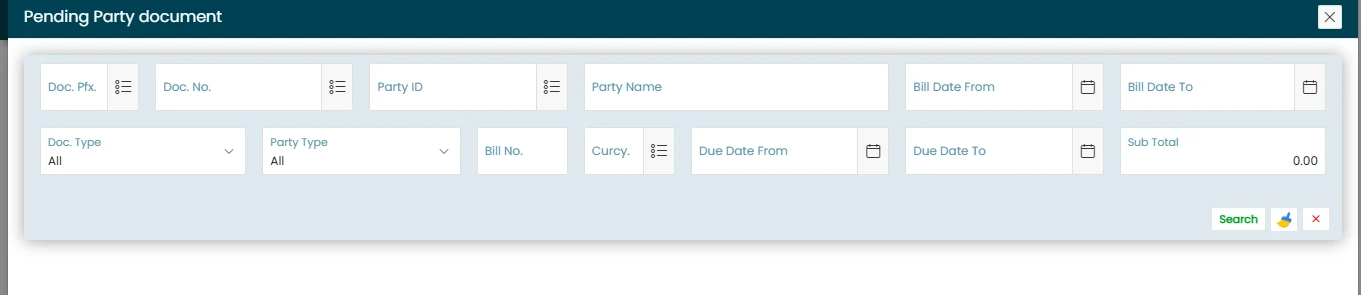 Pending Party document
Doc. Pfx. Doc. No. Party ID Party Name Bill Date From Bill Date To
Doc. Type Party Type Sub Total
All All Bill No. Curcy. Due Date From Due Date To 0.00
Search